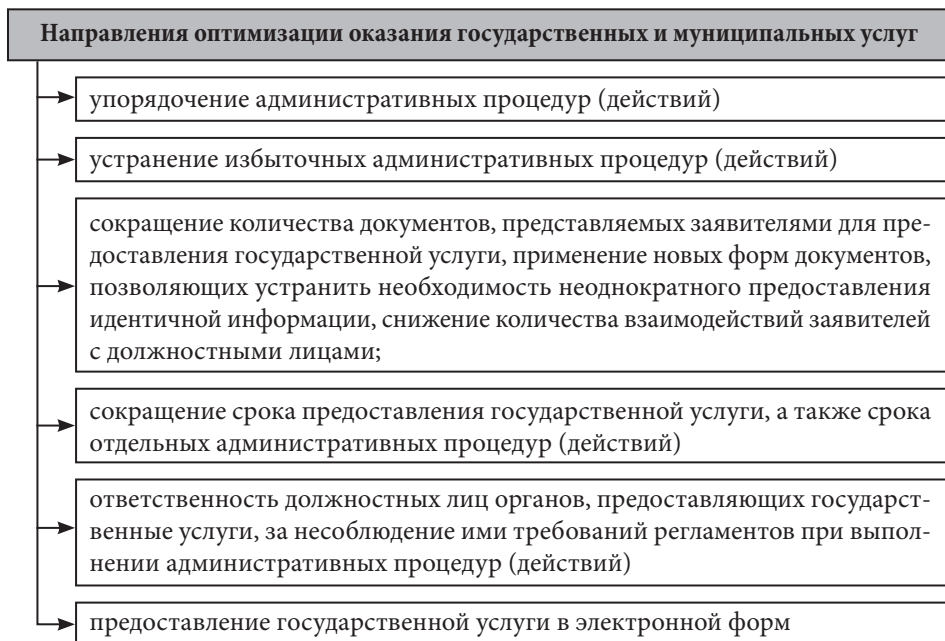 Направления оптимизации оказания государственных и муниципальных услуг
упорядочение административных процедур (действий)
устранение избыточных административных процедур (действий)
сокращение количества документов, представляемых заявителями для пре-
доставления государственной услуги, применение новых форм документов,
позволяющих устранить необходимость неоднократного предоставления
идентичной информации, снижение количества взаимодействий заявителей
с должностными лицами;
сокращение срока предоставления государственной услуги, а также срока
отдельных административных процедур (действий)
ответственность должностных лиц органов, предоставляющих государст-
венные услуги, за несоблюдение ими требований регламентов при выпол-
нении административных процедур (действий)
предоставление государственной услуги в электронной форм